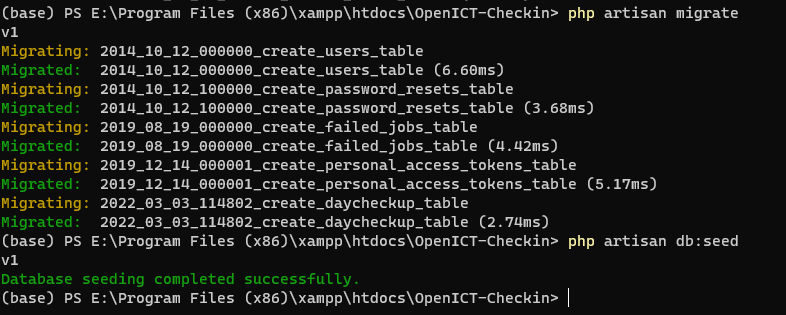 (base) PS E:\Program Files (x86)\xampp\htdocs\OpenICT-Checkin> php artisan migrate
v1
Migrating: 2014_10_12_000000_create_users_table
Migrated:  2014_10_12_000000_create_users_table (6.60ms)
Migrating: 2014_10_12_100000_create_password_resets_table
Migrated:  2014_10_12_100000_create_password_resets_table (3.68ms)
Migrating: 2019_08_19_000000_create_failed_jobs_table
Migrated:  2019_08_19_000000_create_failed_jobs_table (4.42ms)
Migrating: 2019_12_14_000001_create_personal_access_tokens_table
Migrated:  2019_12_14_000001_create_personal_access_tokens_table (5.17ms)
Migrating: 2022_03_03_114802_create_daycheckup_table
Migrated:  2022_03_03_114802_create_daycheckup_table (2.74ms)
(base) PS E:\Program Files (x86)\xampp\htdocs\OpenICT-Checkin> php artisan db:seed
v1
Database seeding completed successfully.
(base) PS E:\Program Files (x86)\xampp\htdocs\OpenICT-Checkin>